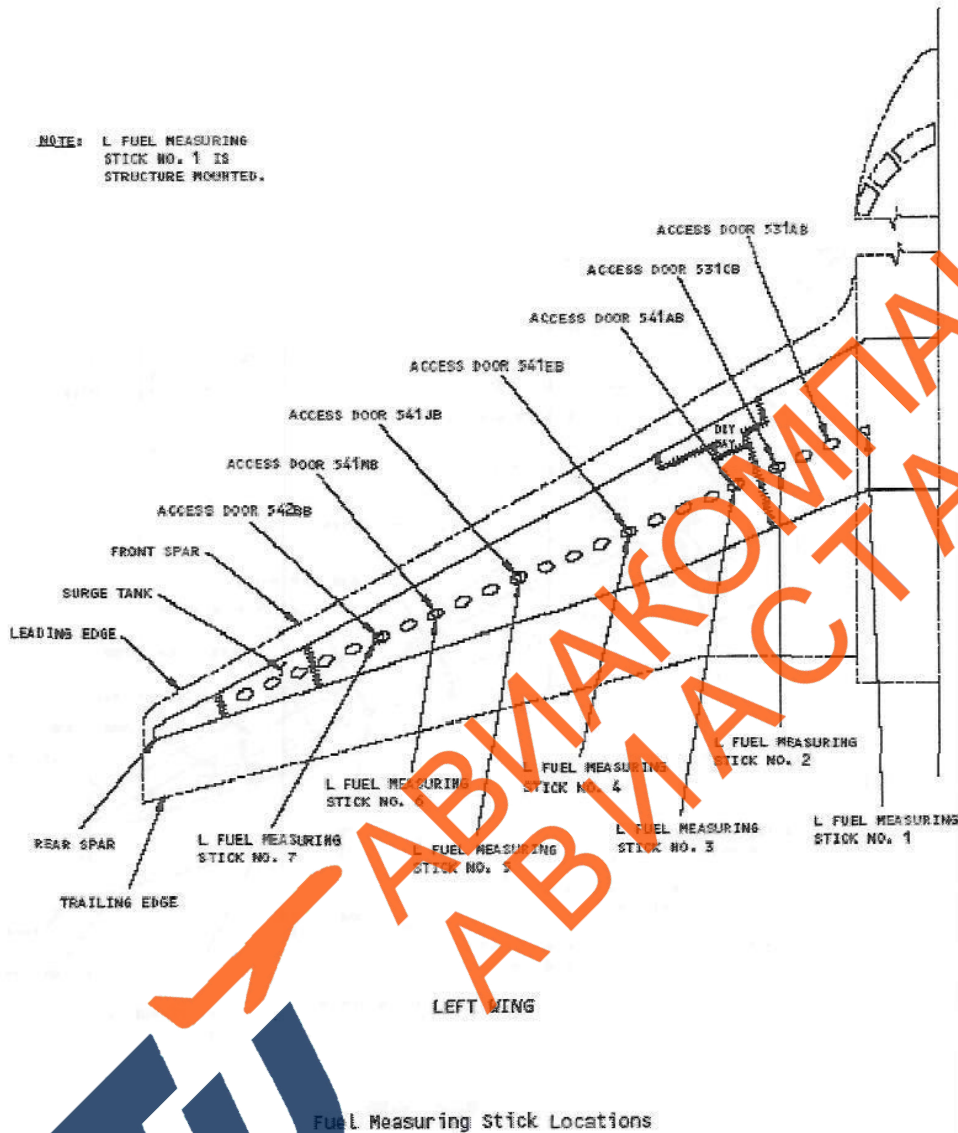 NOTE: L FUEL MEASURING
STICK NO. 1 IS
STRUCTURE MOUNTED.
ACCESS DOOR 531AB
ACCESS DOOR 531CB
ACCESS DOOR 541AB
ACCESS DOOR 541EB
ACCESS DOOR 541JB
ACCESS DOOR 541MB
ACCESS DOOR 542BB
DRY
BAY
FRONT SPAR
SURGE TANK
LEADING EDGE
REAR SPAR
TRAILING EDGE
L FUEL MEASURING
STICK NO. 7
L FUEL MEASURING
STICK NO. 6
L FUEL MEASURING
STICK NO. 5
L FUEL MEASURING
STICK NO. 4
L FUEL MEASURING
STICK NO. 3
L FUEL MEASURING
STICK NO. 2
L FUEL MEASURING
STICK NO. 1
LEFT WING
Fuel Measuring Stick Locations
АВИАКОМПА
АВИАСТА